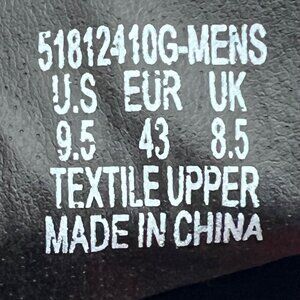 51812410G-MENS
U.S EUR UK
9.5 43 8.5
TEXTILE UPPER
MADE IN CHINA